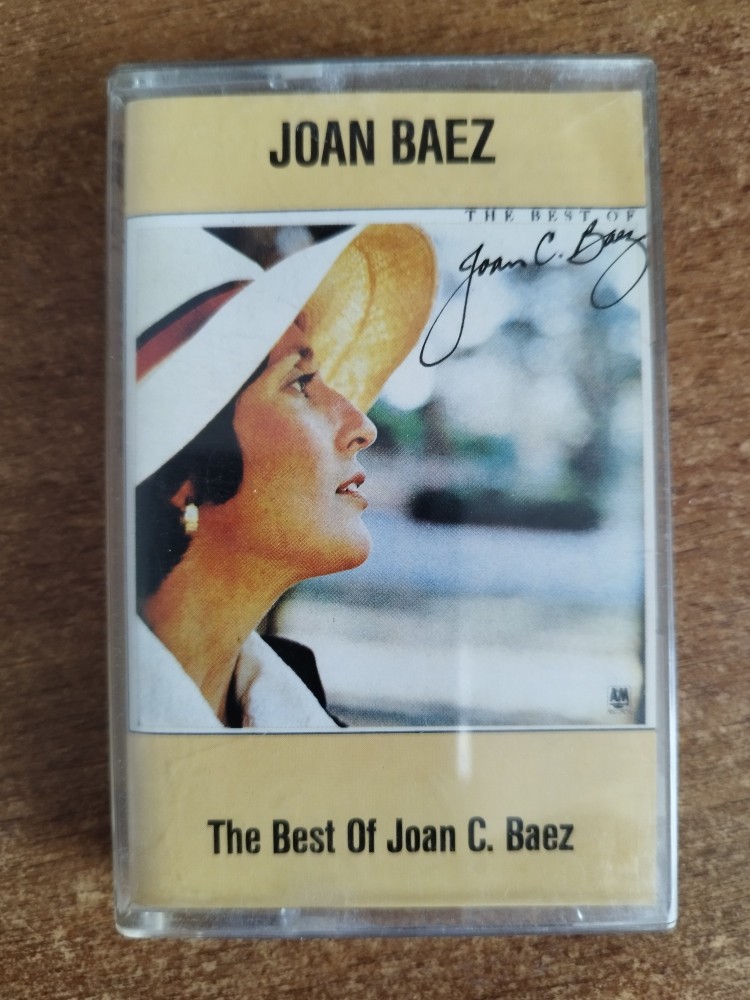 JOAN BAEZ
THE BEST OF
Joan C. Baez
A&M
The Best Of Joan C. Baez